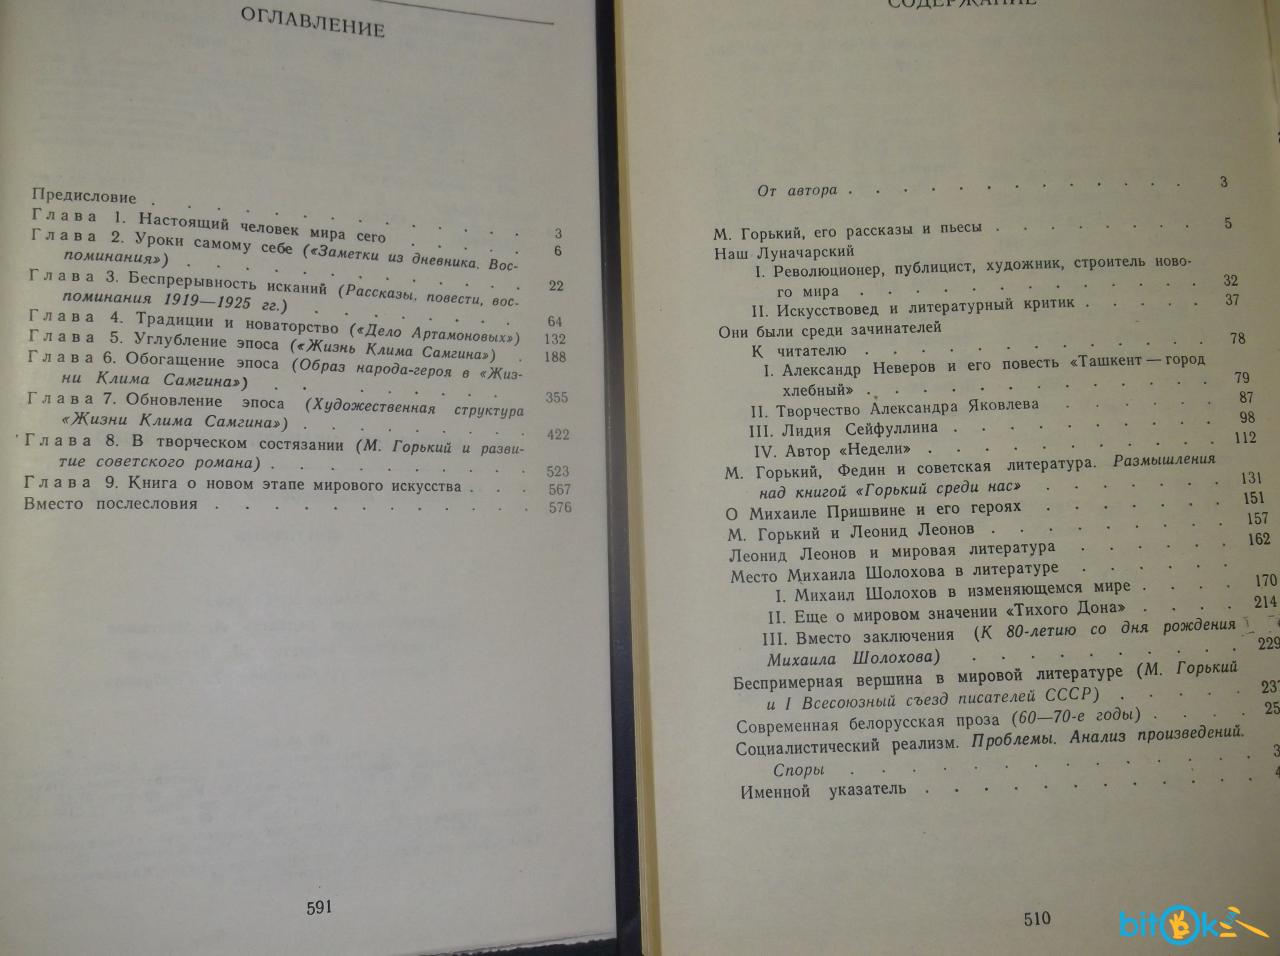 ОГЛАВЛЕНИЕ
Предисловие . . . . . . . . . . . 3
Глава 1. Настоящий человек мира сего . . . . 6
Глава 2. Уроки самому себе («Заметки из дневника. Вос-
поминания») . . . . . . . . . . . 22
Глава 3. Беспрерывность исканий (Рассказы, повести, вос-
поминания 1919—1925 гг.) . . . . . . . 64
Глава 4. Традиции и новаторство («Дело Артамоновых») 132
Глава 5. Углубление эпоса («Жизнь Клима Самгина») . 188
Глава 6. Обогащение эпоса (Образ народа-героя в «Жиз-
ни Клима Самгина») . . . . . . . . 355
Глава 7. Обновление эпоса (Художественная структура
«Жизни Клима Самгина») . . . . . . . 422
Глава 8. В творческом состязании (М. Горький и разви-
тие советского романа) . . . . . . . . 523
Глава 9. Книга о новом этапе мирового искусства . . . 567
Вместо послесловия . . . . . . . . . . 576
591
СОДЕРЖАНИЕ
От автора . . . . . . . . . . . . 3
М. Горький, его рассказы и пьесы . . . . . . . 5
Наш Луначарский
I. Революционер, публицист, художник, строитель ново-
го мира . . . . . . . . . . . 32
II. Искусствовед и литературный критик . . . . . 37
Они были среди зачинателей
К читателю . . . . . . . . . . . 78
I. Александр Неверов и его повесть «Ташкент — город
хлебный» . . . . . . . . . . . 79
II. Творчество Александра Яковлева . . . . . 87
III. Лидия Сейфуллина . . . . . . . . 98
IV. Автор «Недели» . . . . . . . . . 112
М. Горький, Федин и советская литература. Размышления
над книгой «Горький среди нас» . . . . . . 131
О Михаиле Пришвине и его героях . . . . . . 151
М. Горький и Леонид Леонов . . . . . . . 157
Леонид Леонов и мировая литература . . . . . 162
Место Михаила Шолохова в литературе . . . . .
I. Михаил Шолохов в изменяющемся мире . . . . 170
II. Еще о мировом значении «Тихого Дона» . . . . 214
III. Вместо заключения (К 80-летию со дня рождения
Михаила Шолохова) . . . . . . . . 229
Беспримерная вершина в мировой литературе (М. Горький
и I Всесоюзный съезд писателей СССР) . . . . . 237
Современная белорусская проза (60—70-е годы) . . . . 25
Социалистический реализм. Проблемы. Анализ произведений.
Споры . . . . . . . . . . . . 3
Именной указатель . . . . . . . . . . 4
510
bitOk